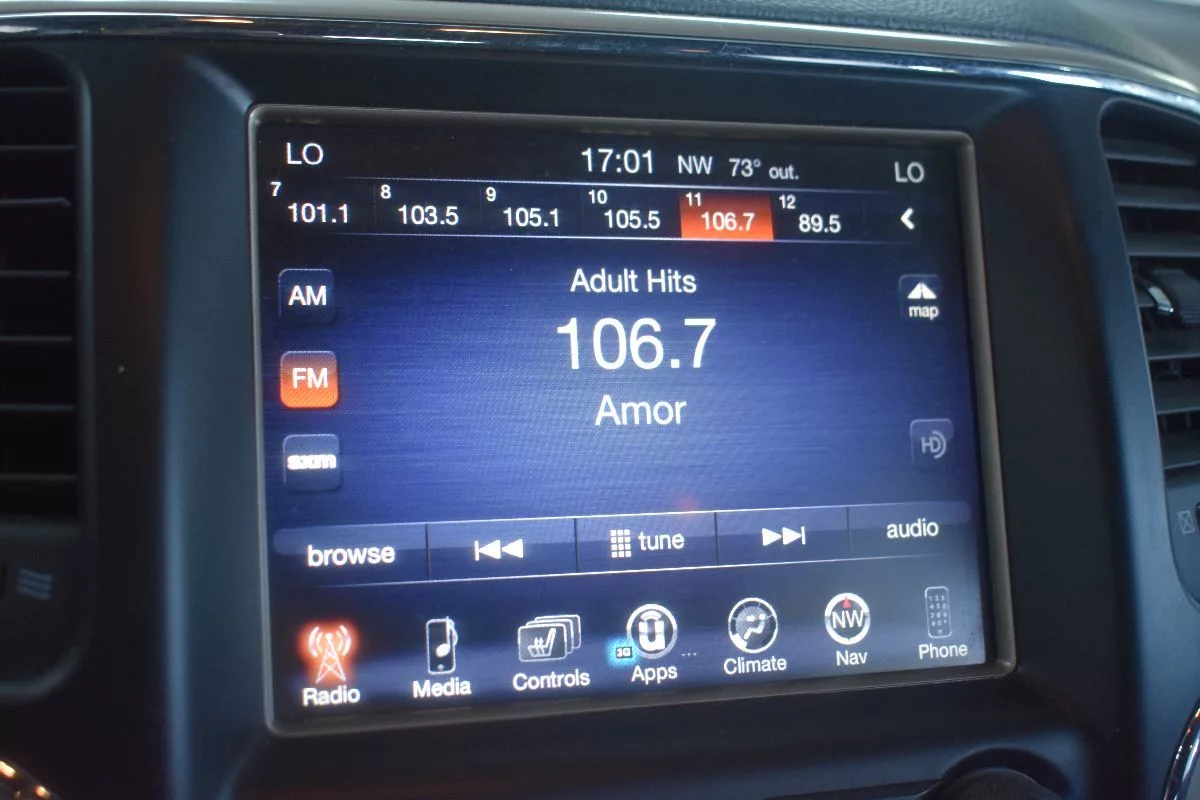 LO 17:01 NW 73° out. LO
7 101.1 8 103.5 9 105.1 10 105.5 11 106.7 12 89.5
AM
Adult Hits
map
106.7
FM
Amor
HD
sxm
browse tune audio
3G NW
Radio Media Controls Apps Climate Nav Phone